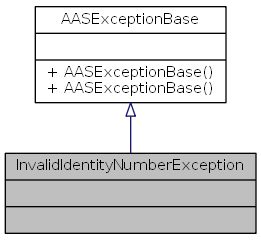 AASExceptionBase
+ AASExceptionBase()
+ AASExceptionBase()
InvalidIdentityNumberException